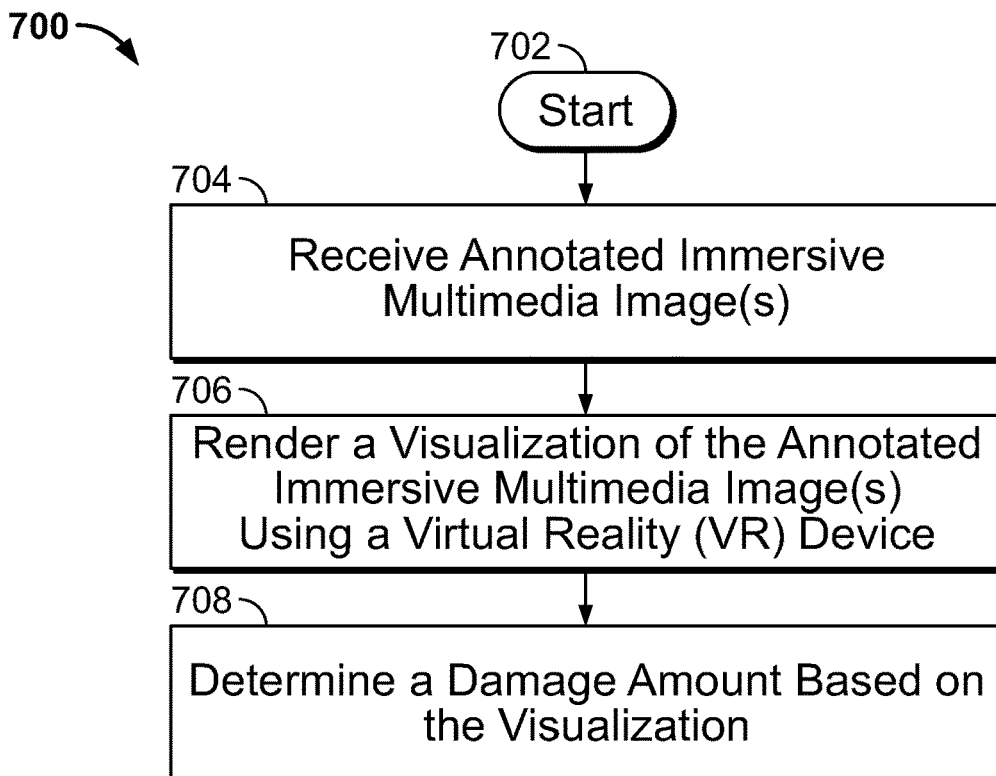 700
702
Start
704
Receive Annotated Immersive
Multimedia Image(s)
706
Render a Visualization of the Annotated
Immersive Multimedia Image(s)
Using a Virtual Reality (VR) Device
708
Determine a Damage Amount Based on
the Visualization